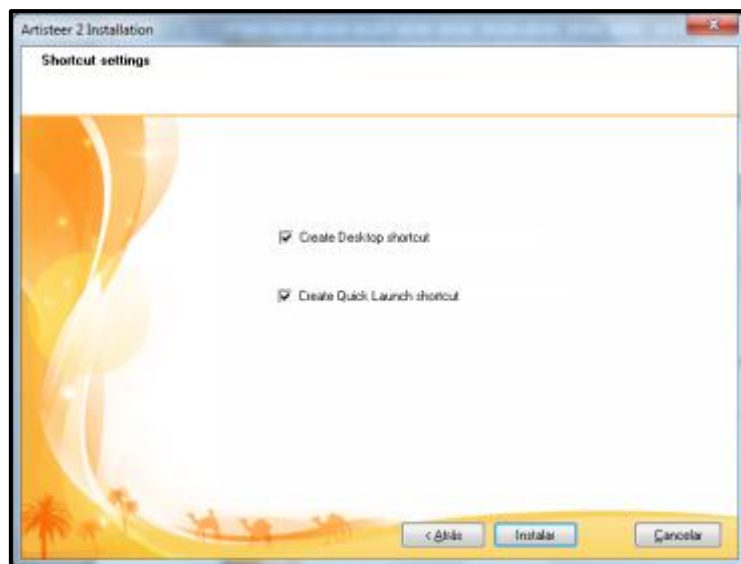 Artisteer 2 Installation
Shortcut settings
Create Desktop shortcut
Create Quick Launch shortcut
< Atrás Instalar Cancelar